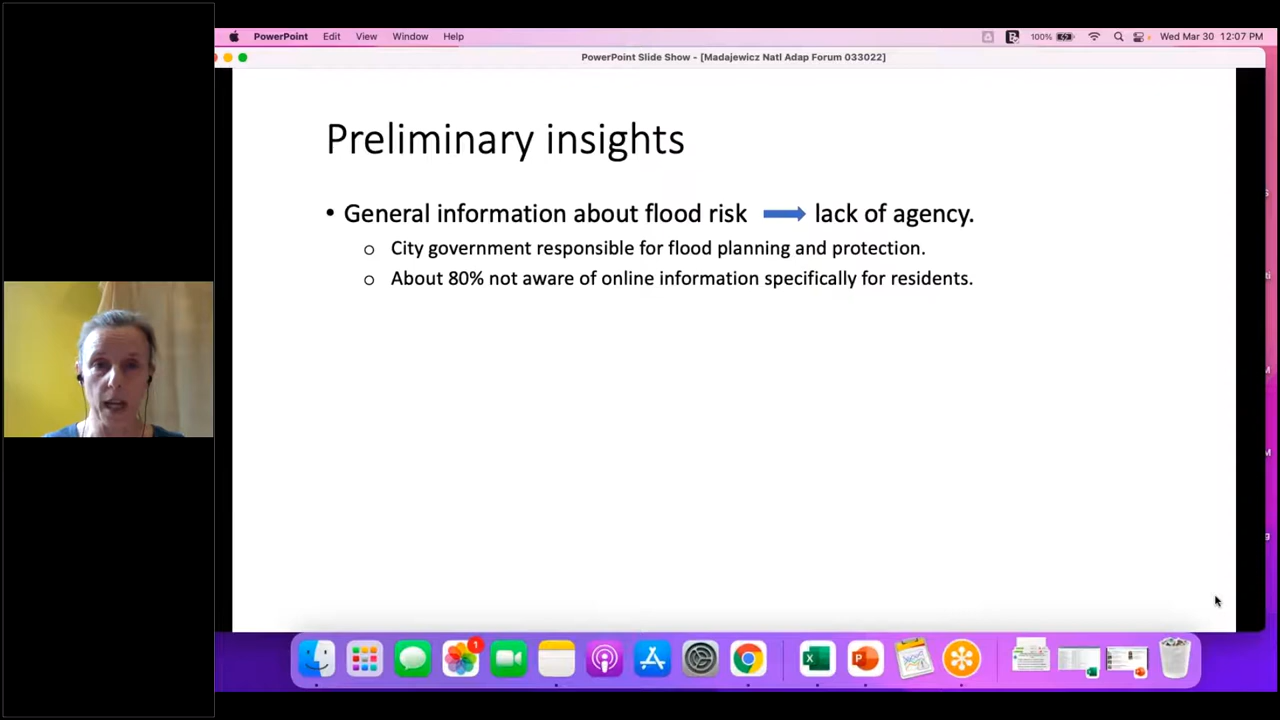 PowerPoint Edit View Window Help 100% Wed Mar 30 12:07 PM
PowerPoint Slide Show - [Madajewicz Natl Adap Forum 033022]
Preliminary insights
• General information about flood risk lack of agency.
o City government responsible for flood planning and protection.
o About 80% not aware of online information specifically for residents.
1